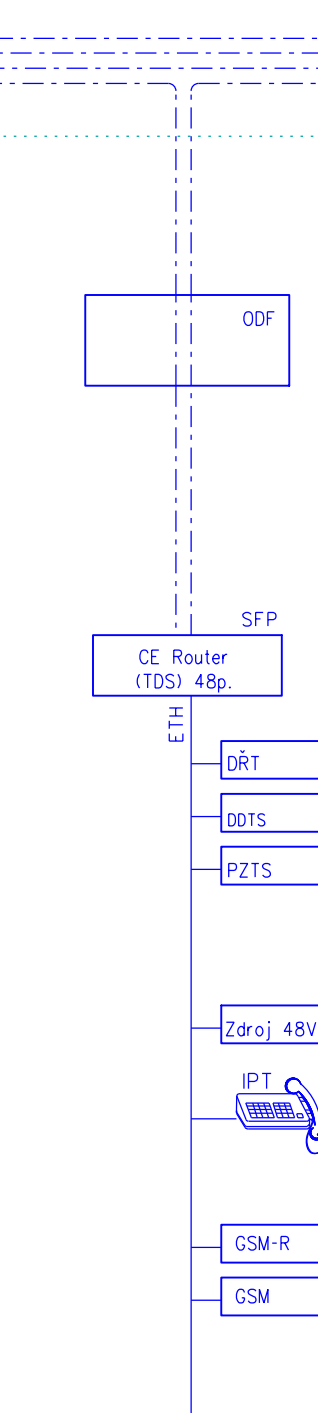 ODF
SFP
CE Router
(TDS) 48p.
ETH
DŘT
DDTS
PZTS
Zdroj 48V
IPT
GSM-R
GSM